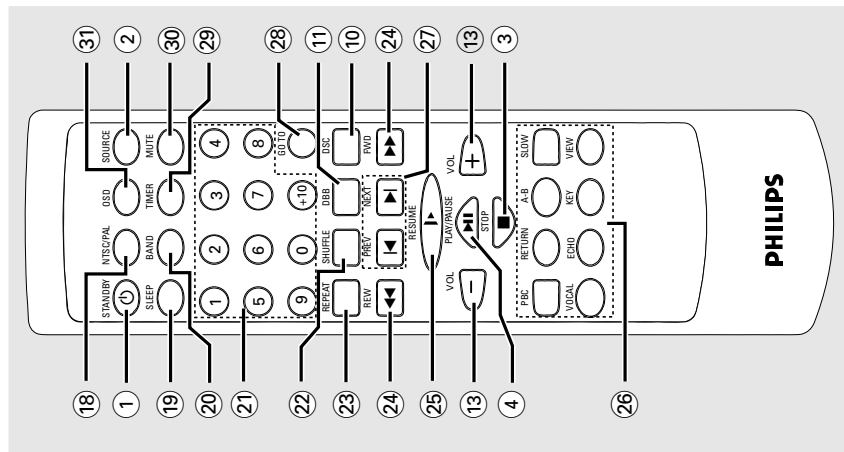 18 31
1 STANDBY NTSC/PAL OSD SOURCE 2
19 SLEEP BAND TIMER MUTE 30
20 29
21 1 2 3 4
5 6 7 8
9 0 +10 GO TO 28
22 11
23 REPEAT SHUFFLE DBB DSC 10
24 REW PREV NEXT FWD 24
25 RESUME 27
VOL PLAY/PAUSE VOL
13 − + 13
4 STOP 3
PBC RETURN A-B SLOW
VOCAL ECHO KEY VIEW
26
PHILIPS